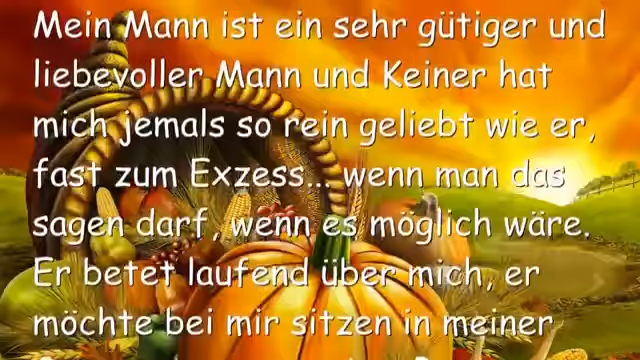 Mein Mann ist ein sehr gütiger und
liebevoller Mann und Keiner hat
mich jemals so rein geliebt wie er,
fast zum Exzess... wenn man das
sagen darf, wenn es möglich wäre.
Er betet laufend über mich, er
möchte bei mir sitzen in meiner